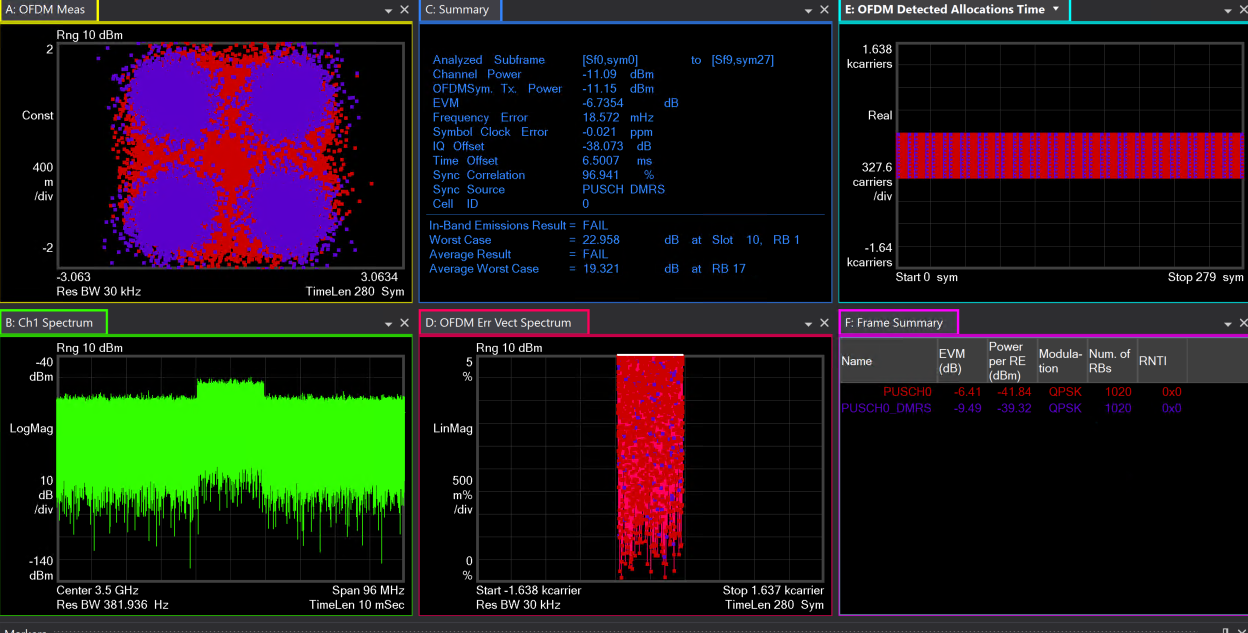 A: OFDM Meas
Rng 10 dBm
2
Const
400
m
/div
-2
-3.063
3.0634
Res BW 30 kHz
TimeLen 280 Sym
C: Summary
Analyzed Subframe [Sf0,sym0] to [Sf9,sym27]
Channel Power -11.09 dBm
OFDMSym. Tx. Power -11.15 dBm
EVM -6.7354 dB
Frequency Error 18.572 mHz
Symbol Clock Error -0.021 ppm
IQ Offset -38.073 dB
Time Offset 6.5007 ms
Sync Correlation 96.941 %
Sync Source PUSCH DMRS
Cell ID 0
In-Band Emissions Result = FAIL
Worst Case = 22.958 dB at Slot 10, RB 1
Average Result = FAIL
Average Worst Case = 19.321 dB at RB 17
E: OFDM Detected Allocations Time
1.638
kcarriers
Real
327.6
carriers
/div
-1.64
kcarriers
Start 0 sym
Stop 279 sym
B: Ch1 Spectrum
Rng 10 dBm
-40
dBm
LogMag
10
dB
/div
-140
dBm
Center 3.5 GHz
Span 96 MHz
Res BW 381.936 Hz
TimeLen 10 mSec
D: OFDM Err Vect Spectrum
Rng 10 dBm
5
%
LinMag
500
m%
/div
0
%
Start -1.638 kcarrier
Stop 1.637 kcarrier
Res BW 30 kHz
TimeLen 280 Sym
F: Frame Summary
Name EVM (dB) Power per RE (dBm) Modula-tion Num. of RBs RNTI
PUSCH0 -6.41 -41.84 QPSK 1020 0x0
PUSCH0_DMRS -9.49 -39.32 QPSK 1020 0x0